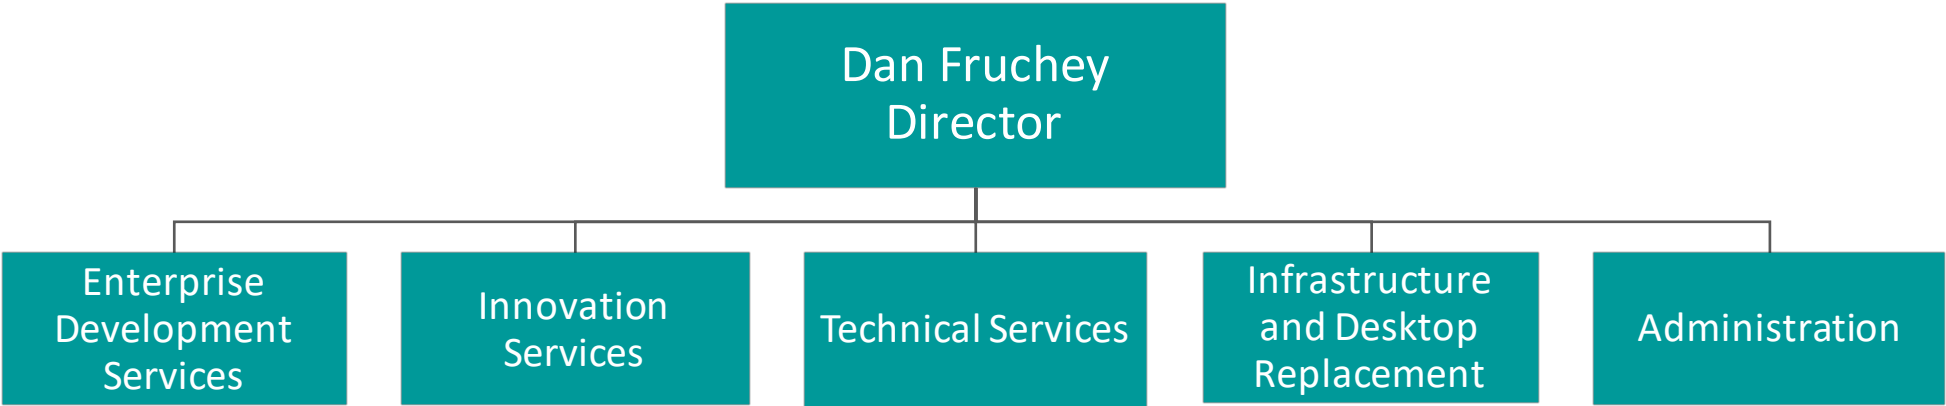 Dan Fruchey
Director
Enterprise
Development
Services
Innovation
Services
Technical Services
Infrastructure
and Desktop
Replacement
Administration